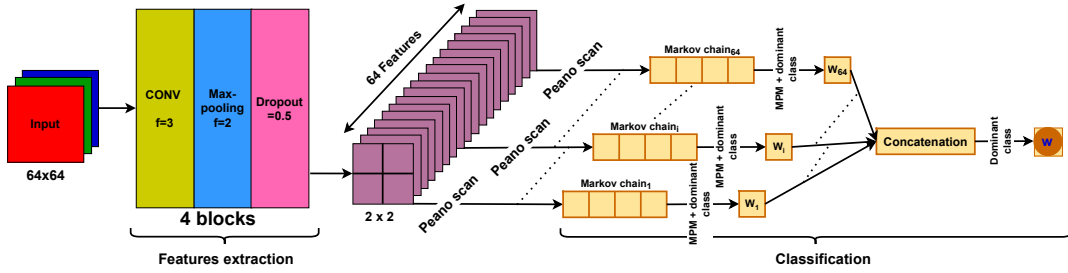 Input
64x64
CONV
f=3
Max-
pooling
f=2
Dropout
=0.5
4 blocks
Features extraction
64 Features
2 x 2
Peano scan
Peano scan
Peano scan
Markov chain64
MPM + dominant
class
W64
Markov chaini
MPM + dominant
class
Wi
Markov chain1
MPM + dominant
class
W1
Concatenation
Dominant
class
W
Classification